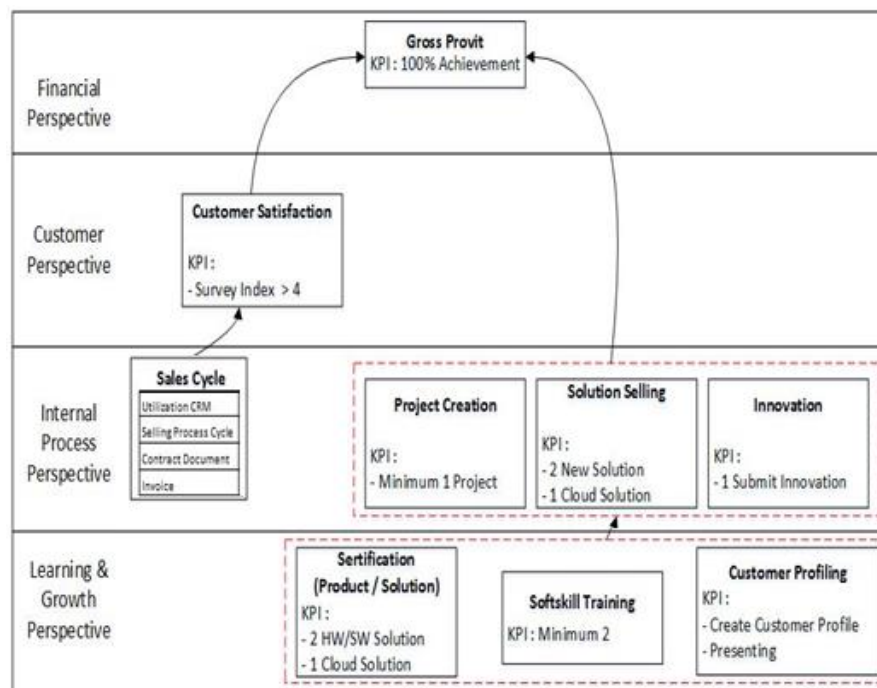 Gross Provit
KPI : 100% Achievement
Financial
Perspective
Customer Satisfaction
KPI :
- Survey Index > 4
Customer
Perspective
Sales Cycle
Utilization CRM
Selling Process Cycle
Contract Document
Invoice
Internal
Process
Perspective
Project Creation
KPI :
- Minimum 1 Project
Solution Selling
KPI :
- 2 New Solution
- 1 Cloud Solution
Innovation
KPI :
- 1 Submit Innovation
Learning &
Growth
Perspective
Sertification
(Product / Solution)
KPI :
- 2 HW/SW Solution
- 1 Cloud Solution
Softskill Training
KPI : Minimum 2
Customer Profiling
KPI :
- Create Customer Profile
- Presenting